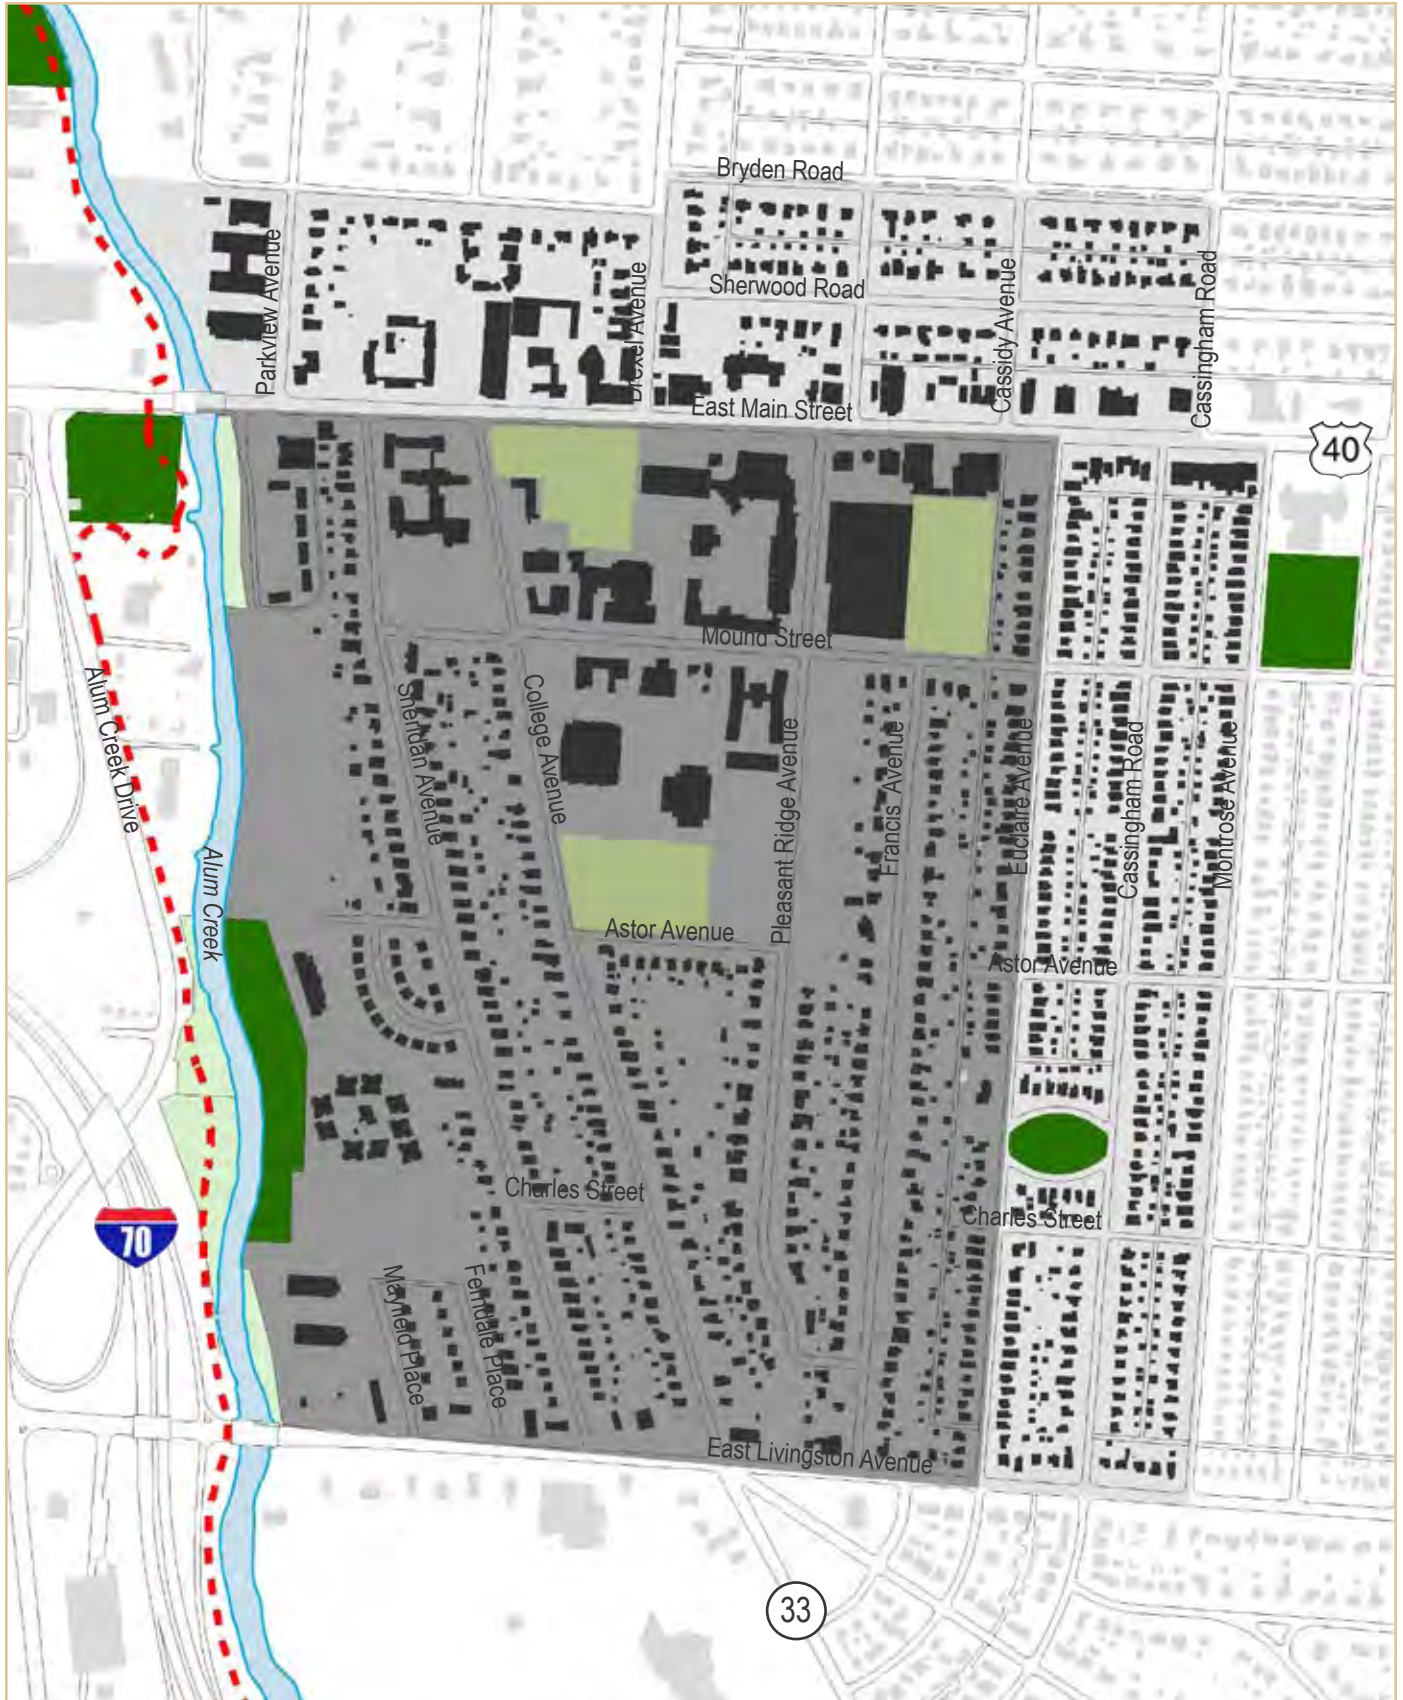 Bryden Road
Parkview Avenue
Drexel Avenue
Sherwood Road
Cassidy Avenue
Cassingham Road
East Main Street
40
Mound Street
Alum Creek Drive
Sheridan Avenue
College Avenue
Pleasant Ridge Avenue
Francis Avenue
Euclaire Avenue
Cassingham Road
Montrose Avenue
Alum Creek
Astor Avenue
Astor Avenue
Charles Street
Charles Street
70
Mayfield Place
Ferndale Place
East Livingston Avenue
33